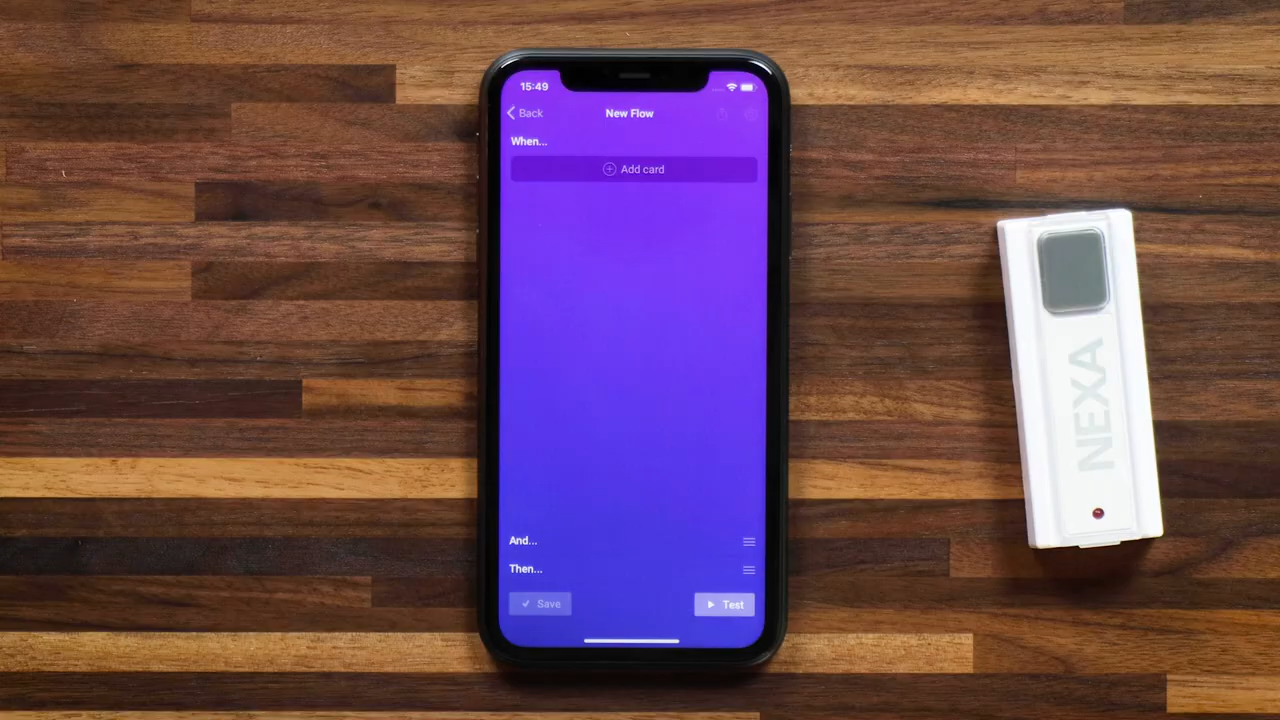 15:49
Back
New Flow
When...
Add card
And...
Then...
Save
Test
NEXA